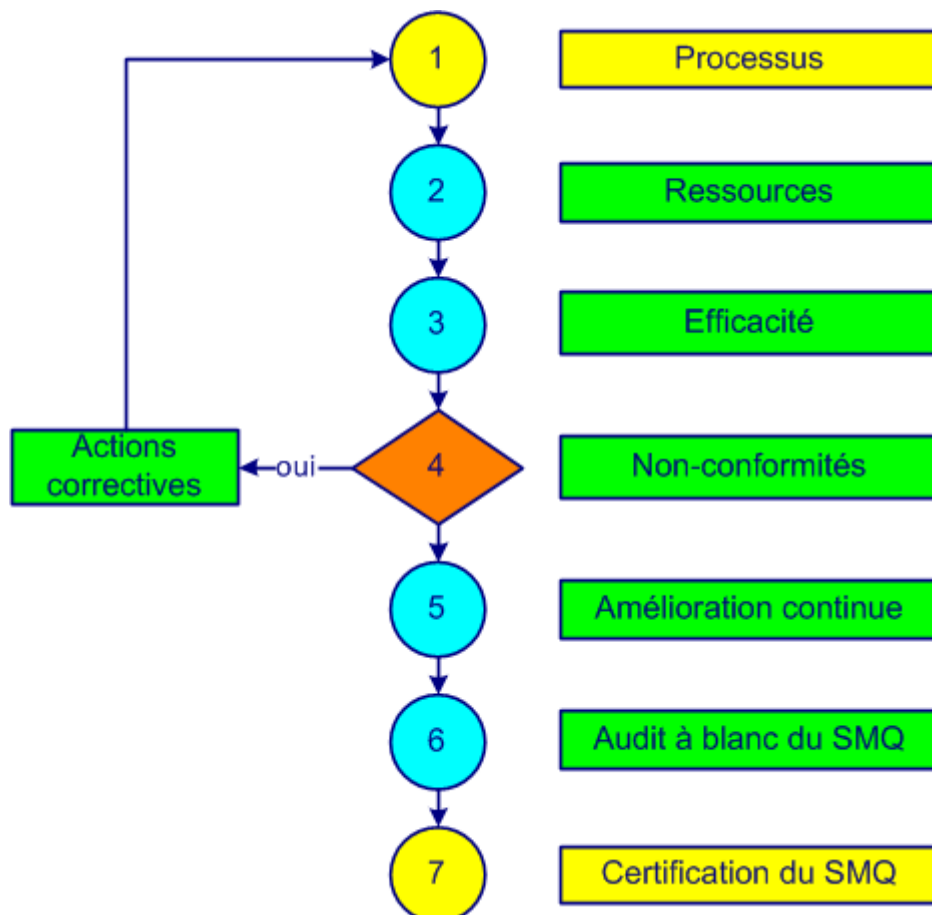 1
Processus
2
Ressources
3
Efficacité
Actions
correctives
oui
4
Non-conformités
5
Amélioration continue
6
Audit à blanc du SMQ
7
Certification du SMQ